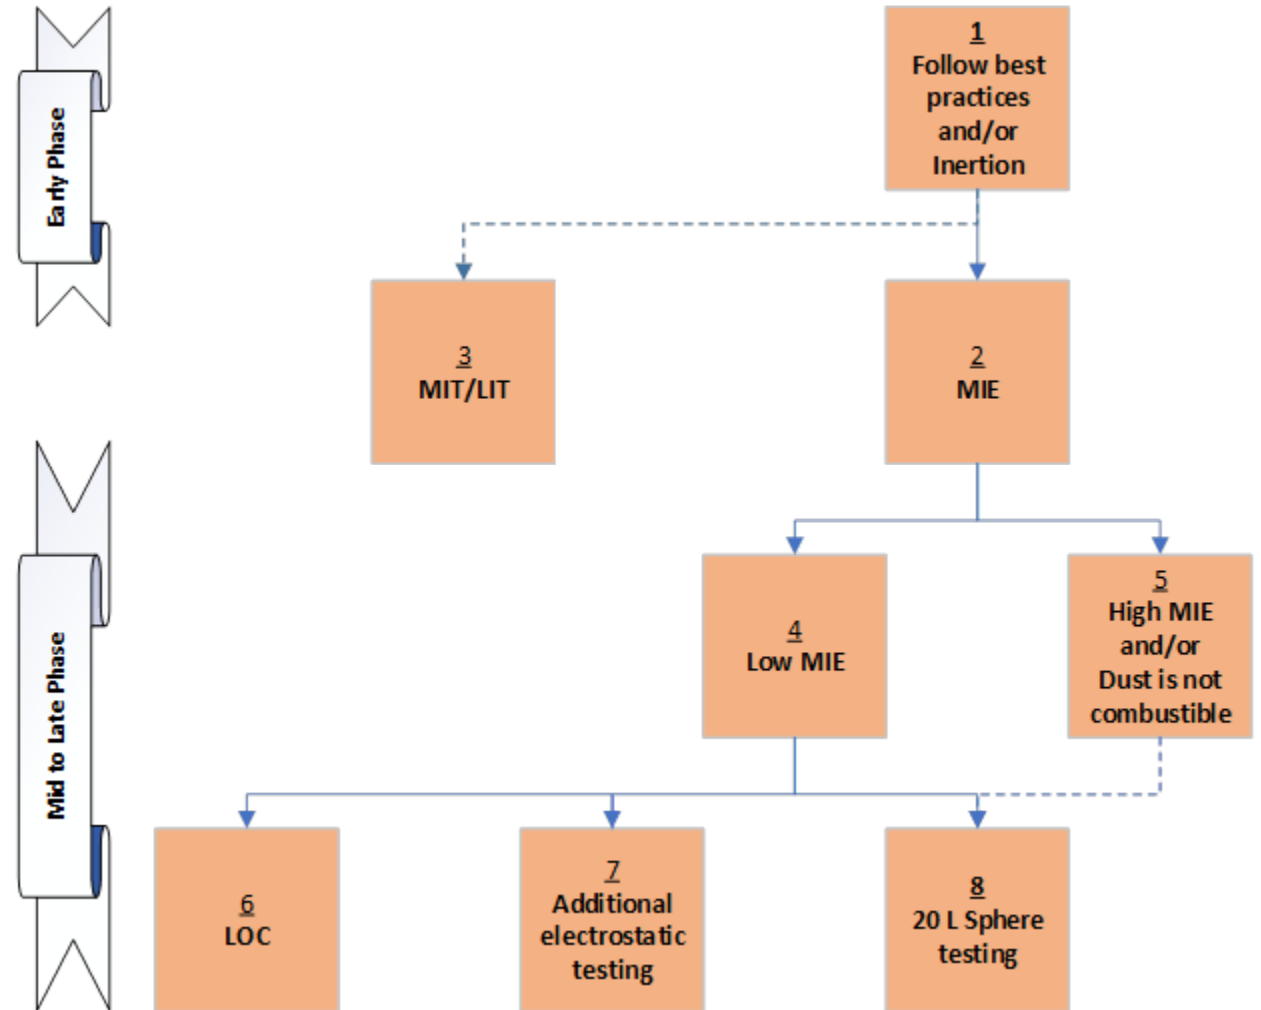 Early Phase
1
Follow best
practices
and/or
Inertion
3
MIT/LIT
2
MIE
Mid to Late Phase
4
Low MIE
5
High MIE
and/or
Dust is not
combustible
6
LOC
7
Additional
electrostatic
testing
8
20 L Sphere
testing